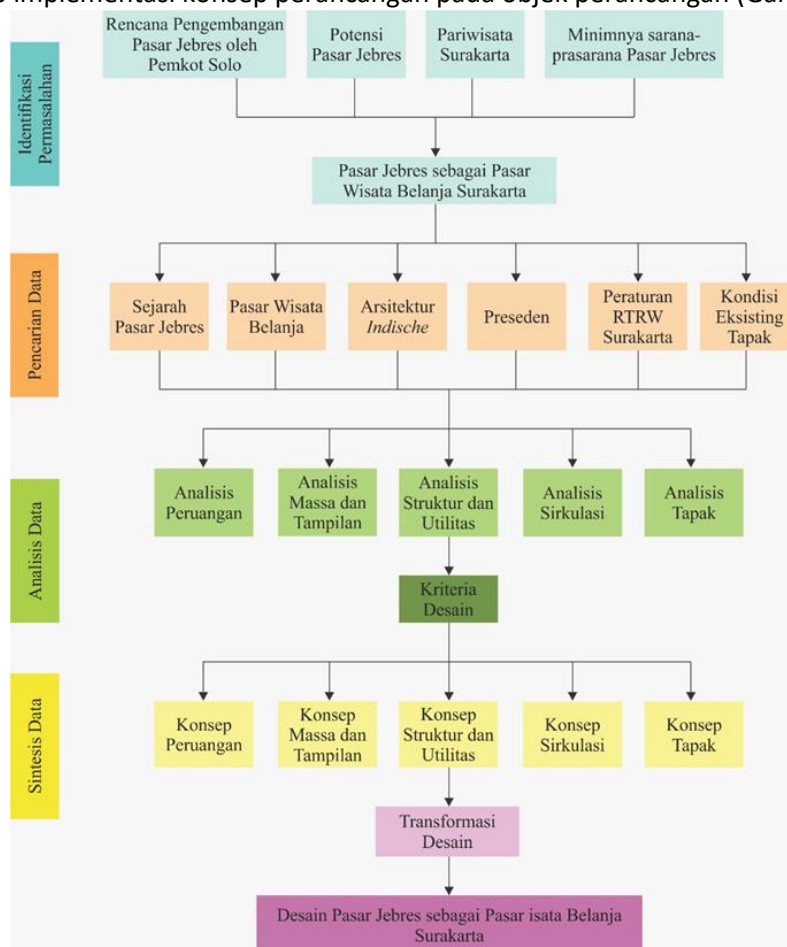 implementasi konsep perancangan pada objek perancangan
Rencana Pengembangan
Pasar Jebres oleh
Pemkot Solo
Potensi
Pasar Jebres
Pariwisata
Surakarta
Minimnya sarana-
prasarana Pasar Jebres
Identifikasi
Permasalahan
Pasar Jebres sebagai Pasar
Wisata Belanja Surakarta
Pencarian Data
Sejarah
Pasar Jebres
Pasar Wisata
Belanja
Arsitektur
Indische
Preseden
Peraturan
RTRW
Surakarta
Kondisi
Eksisting
Tapak
Analisis Data
Analisis
Peruangan
Analisis
Massa dan
Tampilan
Analisis
Struktur dan
Utilitas
Analisis
Sirkulasi
Analisis
Tapak
Kriteria
Desain
Sintesis Data
Konsep
Peruangan
Konsep
Massa dan
Tampilan
Konsep
Struktur dan
Utilitas
Konsep
Sirkulasi
Konsep
Tapak
Transformasi
Desain
Desain Pasar Jebres sebagai Pasar isata Belanja
Surakarta